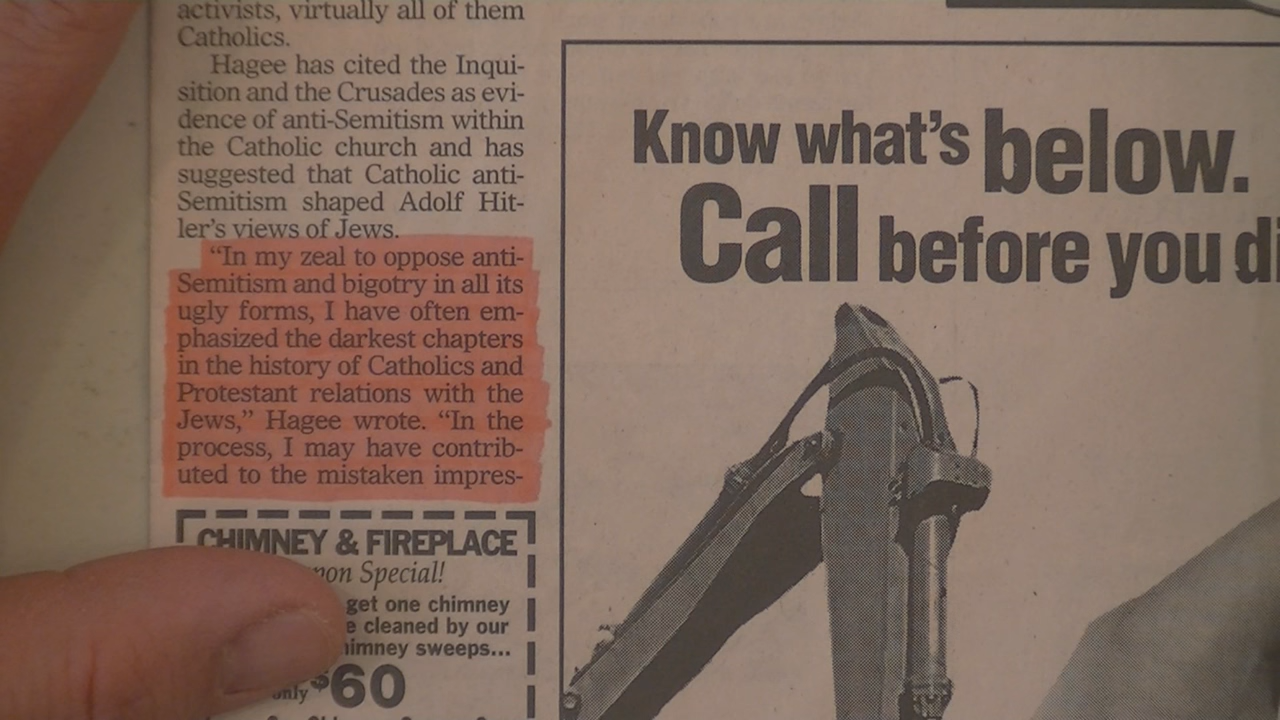 activists, virtually all of them
Catholics.
Hagee has cited the Inqui-
sition and the Crusades as evi-
dence of anti-Semitism within
the Catholic church and has
suggested that Catholic anti-
Semitism shaped Adolf Hit-
ler's views of Jews.
“In my zeal to oppose anti-
Semitism and bigotry in all its
ugly forms, I have often em-
phasized the darkest chapters
in the history of Catholics and
Protestant relations with the
Jews,” Hagee wrote. “In the
process, I may have contrib-
uted to the mistaken impres-
CHIMNEY & FIREPLACE
Special!
get one chimney
cleaned by our
chimney sweeps...
only $60
Know what's below.
Call before you